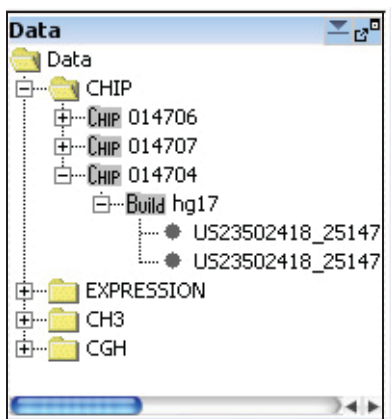 Data
Data
CHIP
CHIP 014706
CHIP 014707
CHIP 014704
Build hg17
US23502418_25147
US23502418_25147
EXPRESSION
CH3
CGH